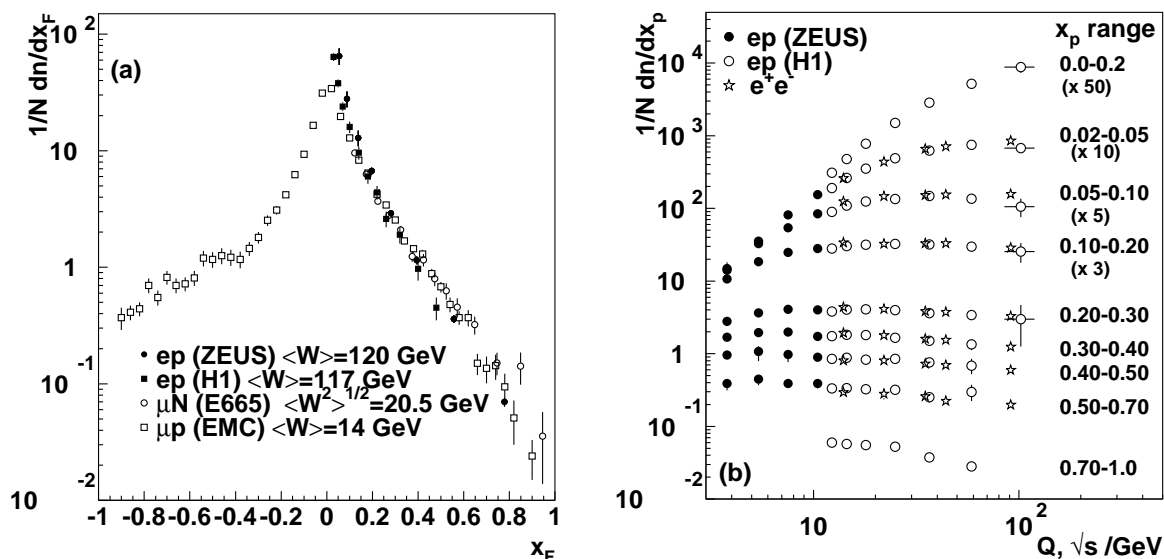 1/N dn/dx_F
(a)
10^2
10
1
10^-1
10^-2
ep (ZEUS) <W>=120 GeV
ep (H1) <W>=117 GeV
μN (E665) <W^2>^1/2=20.5 GeV
μp (EMC) <W>=14 GeV
-1 -0.8 -0.6 -0.4 -0.2 0 0.2 0.4 0.6 0.8 1
x_F
1/N dn/dx_p
10^4
10^3
10^2
10
1
10^-1
10^-2
ep (ZEUS)
ep (H1)
e^+e^-
x_p range
0.0-0.2
(x 50)
0.02-0.05
(x 10)
0.05-0.10
(x 5)
0.10-0.20
(x 3)
0.20-0.30
0.30-0.40
0.40-0.50
0.50-0.70
0.70-1.0
(b)
10 10^2
Q, √s /GeV